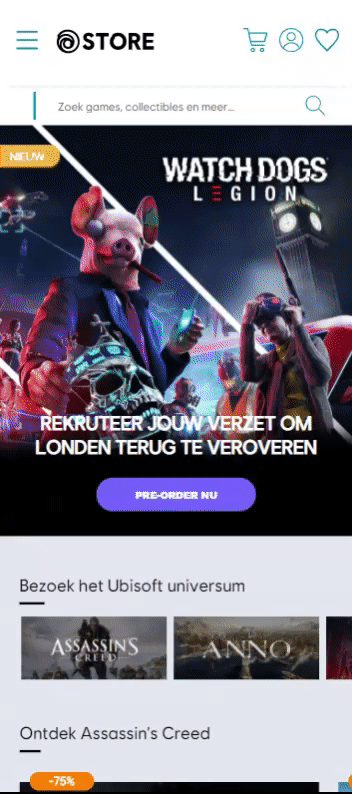 STORE
Zoek games, collectibles en meer...
NIEUW
WATCH DOGS
LEGION
REKRUTEER JOUW VERZET OM
LONDEN TERUG TE VEROVEREN
PRE-ORDER NU
Bezoek het Ubisoft universum
ASSASSIN'S
CREED
ANNO
Ontdek Assassin's Creed
-75%